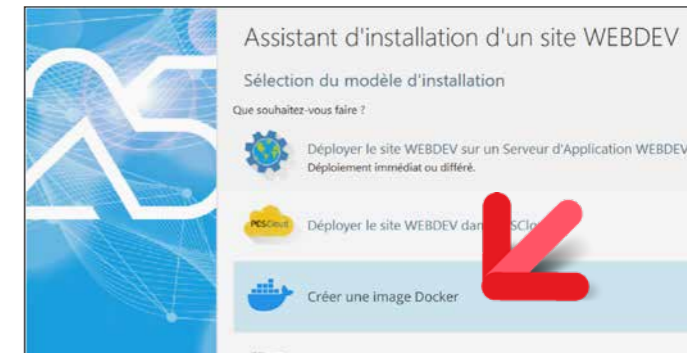 Assistant d'installation d'un site WEBDEV
Sélection du modèle d'installation
Que souhaitez-vous faire ?
Déployer le site WEBDEV sur un Serveur d'Application WEBDEV
Déploiement immédiat ou différé.
PCSCloud
Déployer le site WEBDEV dans
Créer une image Docker